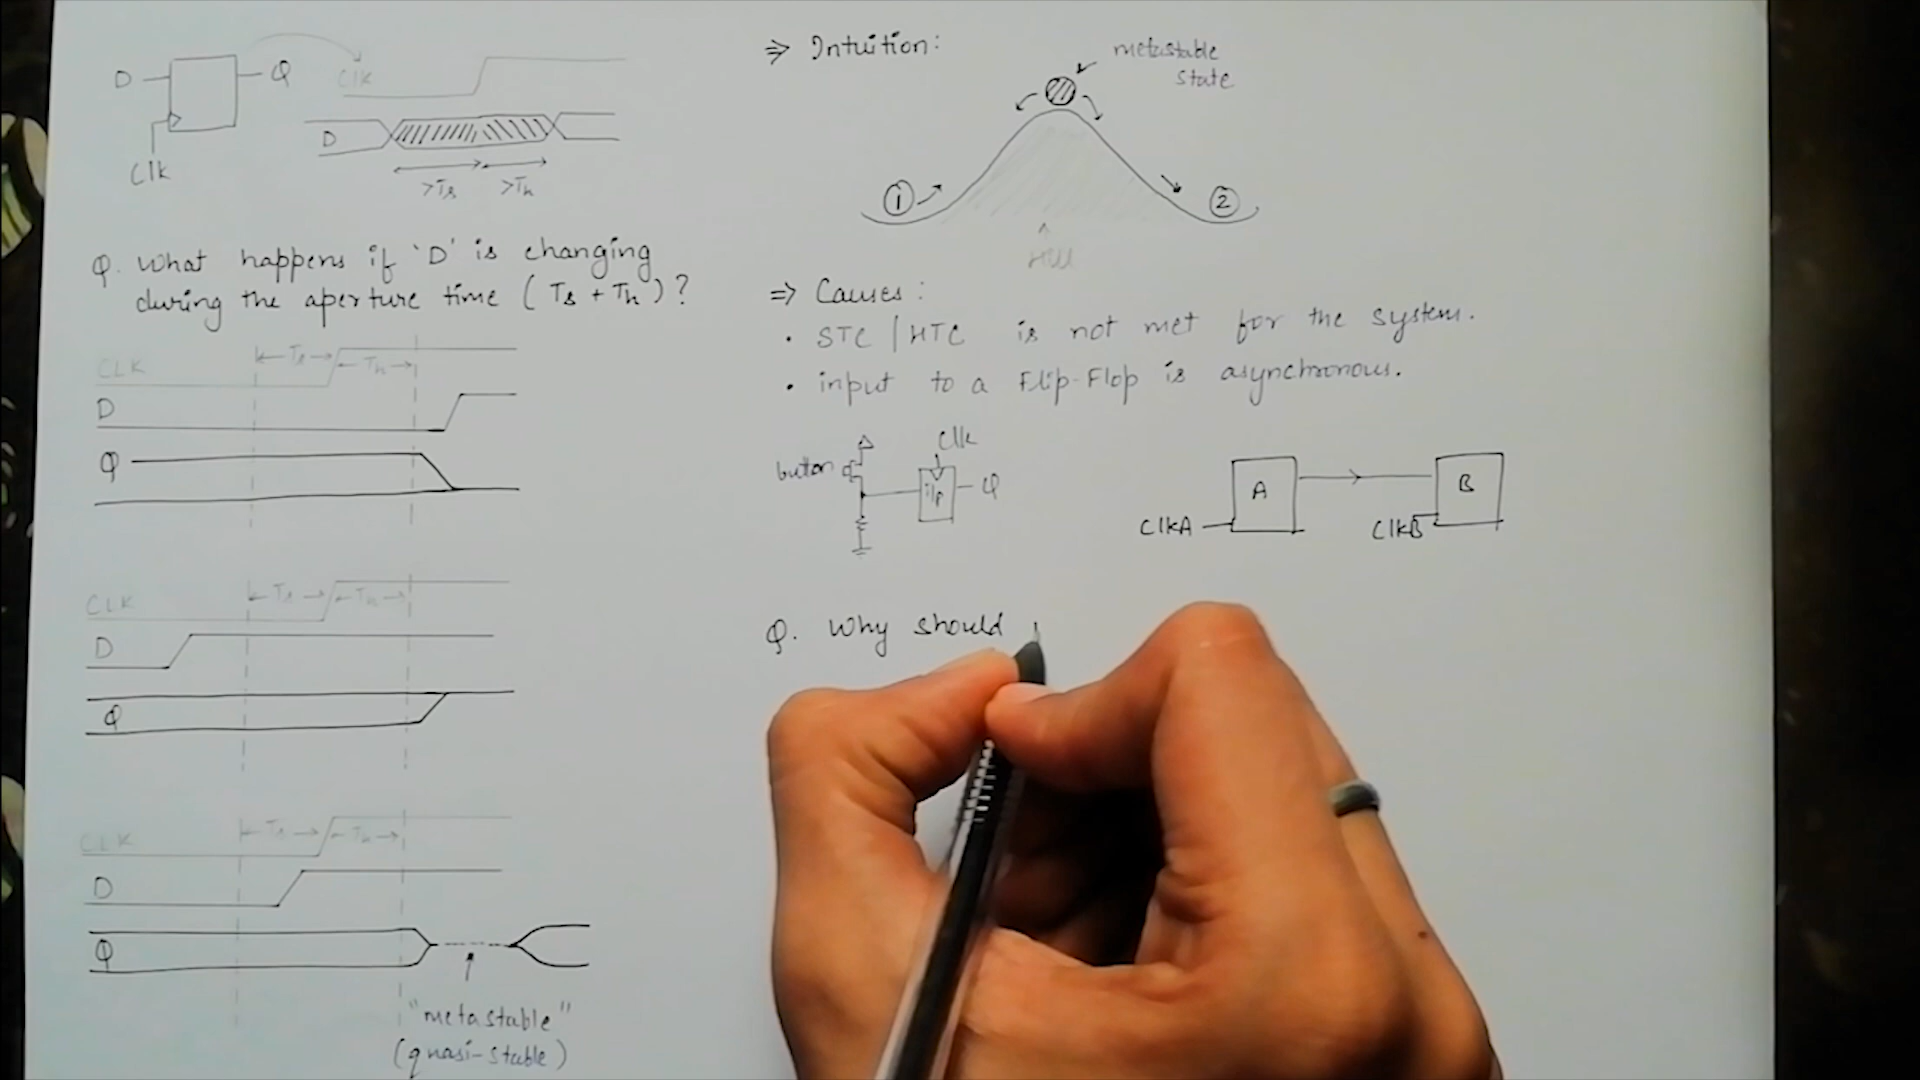 D
Q
Clk
Clk
D
>Ts
>Th
Q. What happens if 'D' is changing
during the aperture time (Ts + Th)?
CLK
Ts
Th
D
Q
CLK
Ts
Th
D
Q
CLK
Ts
Th
D
Q
"metastable"
(quasi-stable)
⇒ Intuition:
metastable
state
1
2
Hill
⇒ Causes:
• STC / HTC is not met for the system.
• input to a Flip-Flop is asynchronous.
button
Clk
i/p
Q
A
B
ClkA
ClkB
Q. Why should